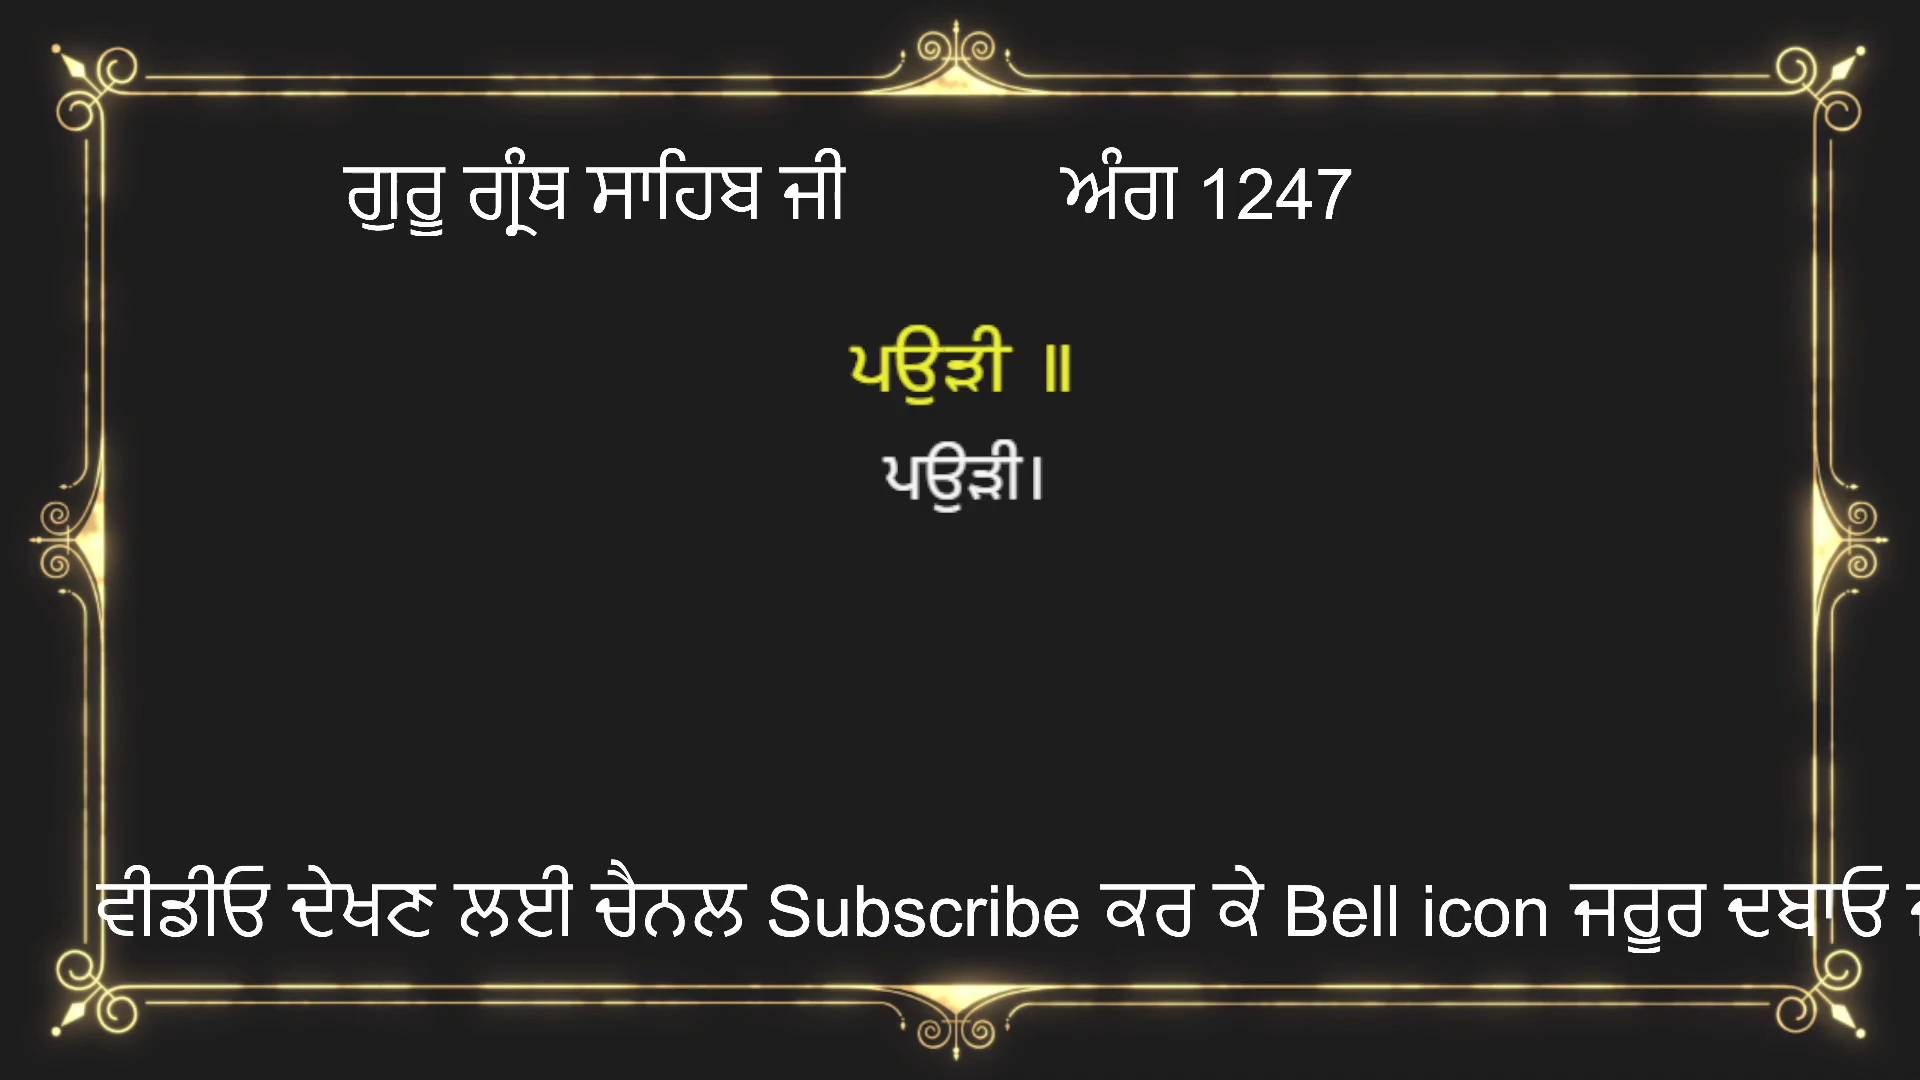 ਗੁਰੂ ਗ੍ਰੰਥ ਸਾਹਿਬ ਜੀ ਅੰਗ 1247
ਪਉੜੀ ॥
ਪਉੜੀ।
ਵੀਡੀਓ ਦੇਖਣ ਲਈ ਚੈਨਲ Subscribe ਕਰ ਕੇ Bell icon ਜਰੂਰ ਦਬਾਓ